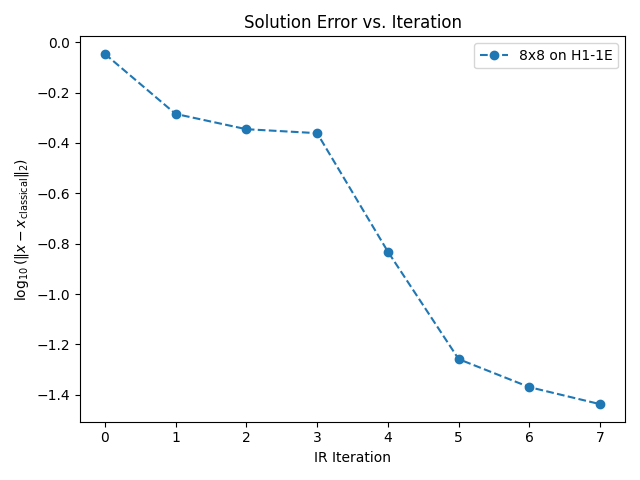 Solution Error vs. Iteration
8x8 on H1-1E
0.0
−0.2
−0.4
−0.6
−0.8
−1.0
−1.2
−1.4
log₁₀(‖x − x_classical‖₂)
0 1 2 3 4 5 6 7
IR Iteration